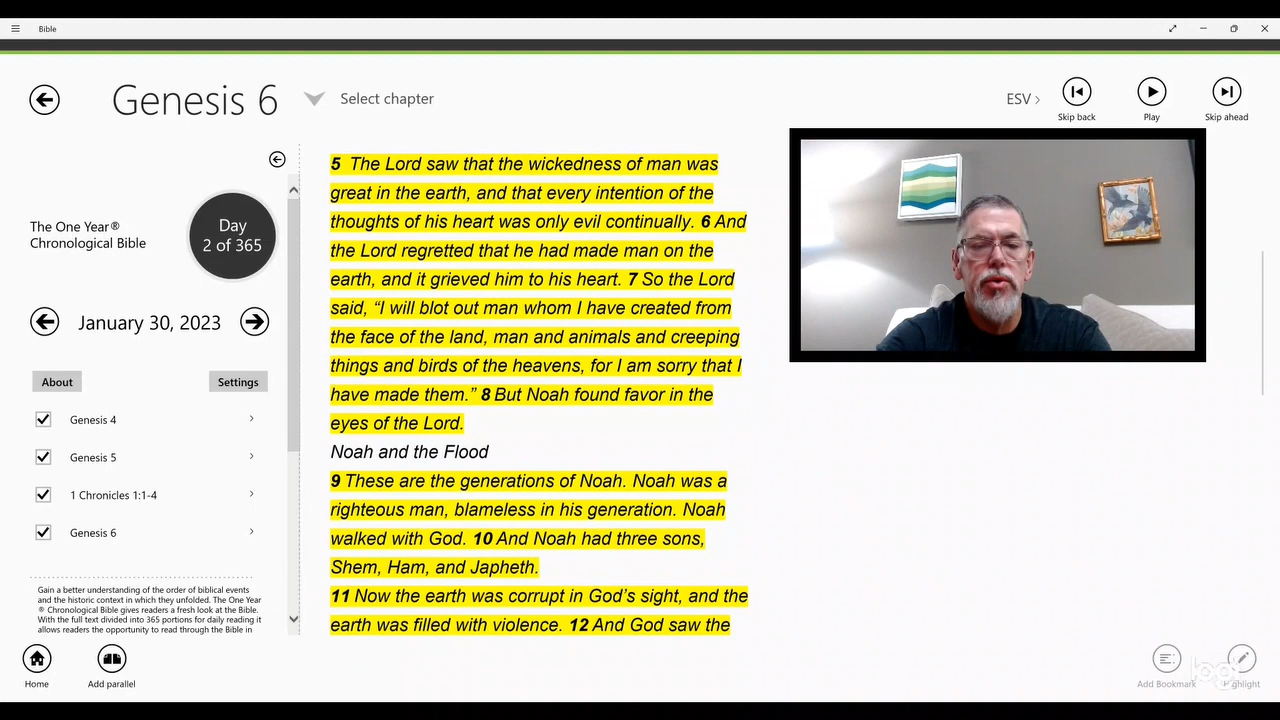 Bible
Genesis 6
Select chapter
ESV
Skip back
Play
Skip ahead
The One Year®
Chronological Bible
Day
2 of 365
January 30, 2023
About
Settings
Genesis 4
Genesis 5
1 Chronicles 1:1-4
Genesis 6
Gain a better understanding of the order of biblical events
and the historic context in which they unfolded. The One Year
® Chronological Bible gives readers a fresh look at the Bible.
With the full text divided into 365 portions for daily reading it
allows readers the opportunity to read through the Bible in
5 The Lord saw that the wickedness of man was
great in the earth, and that every intention of the
thoughts of his heart was only evil continually. 6 And
the Lord regretted that he had made man on the
earth, and it grieved him to his heart. 7 So the Lord
said, “I will blot out man whom I have created from
the face of the land, man and animals and creeping
things and birds of the heavens, for I am sorry that I
have made them.” 8 But Noah found favor in the
eyes of the Lord.
Noah and the Flood
9 These are the generations of Noah. Noah was a
righteous man, blameless in his generation. Noah
walked with God. 10 And Noah had three sons,
Shem, Ham, and Japheth.
11 Now the earth was corrupt in God’s sight, and the
earth was filled with violence. 12 And God saw the
Home
Add parallel
Add Bookmark
Highlight
logi